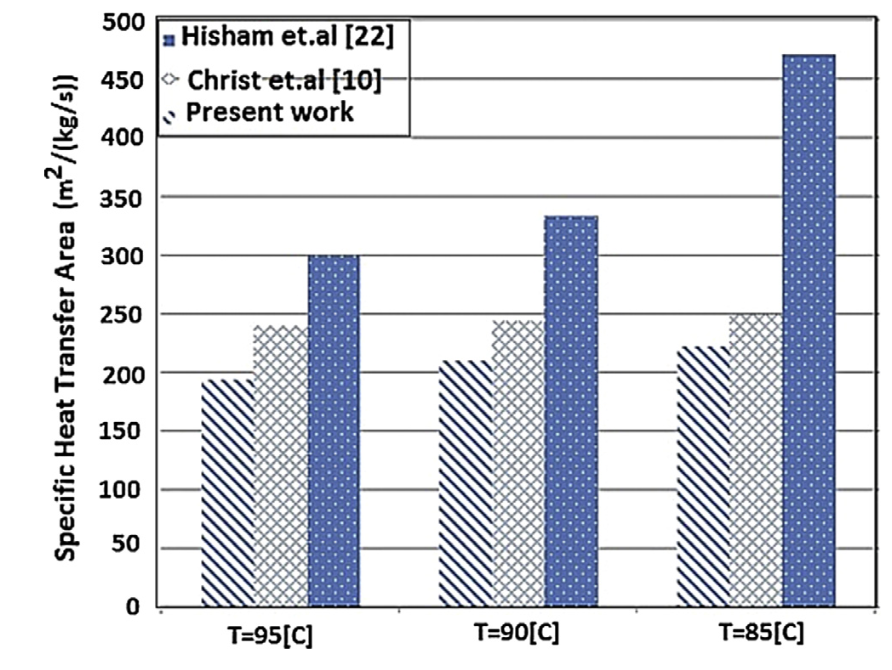 Hisham et.al [22]
Christ et.al [10]
Present work
Specific Heat Transfer Area (m²/(kg/s))
500
450
400
350
300
250
200
150
100
50
0
T=95[C]
T=90[C]
T=85[C]